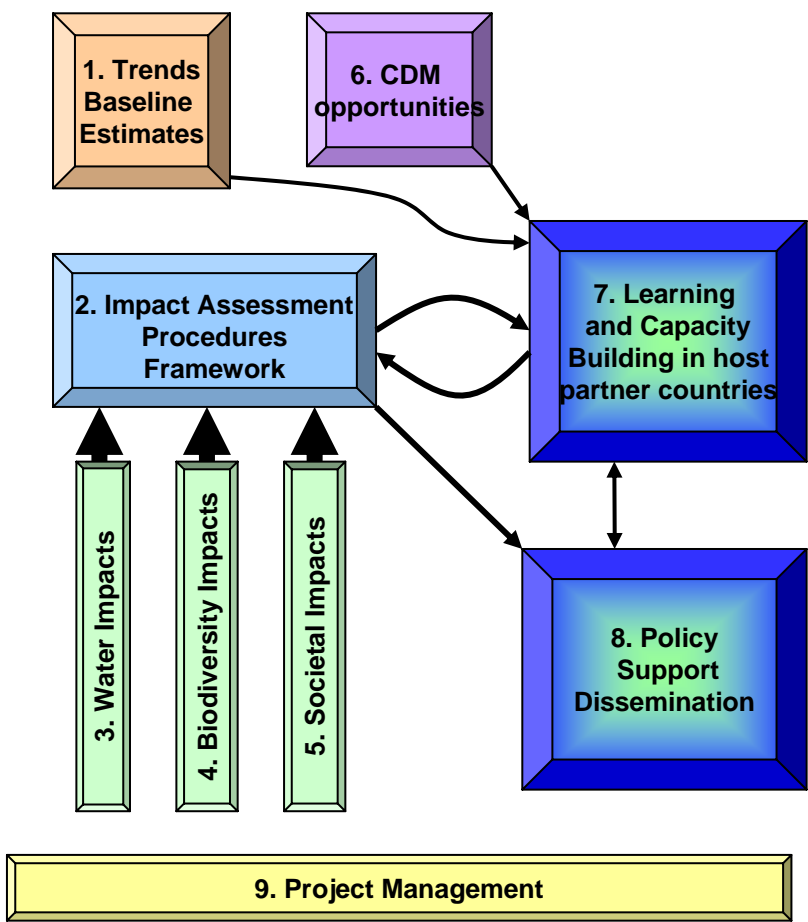 1. Trends
Baseline
Estimates
6. CDM
opportunities
2. Impact Assessment
Procedures
Framework
7. Learning
and Capacity
Building in host
partner countries
3. Water Impacts
4. Biodiversity Impacts
5. Societal Impacts
8. Policy
Support
Dissemination
9. Project Management